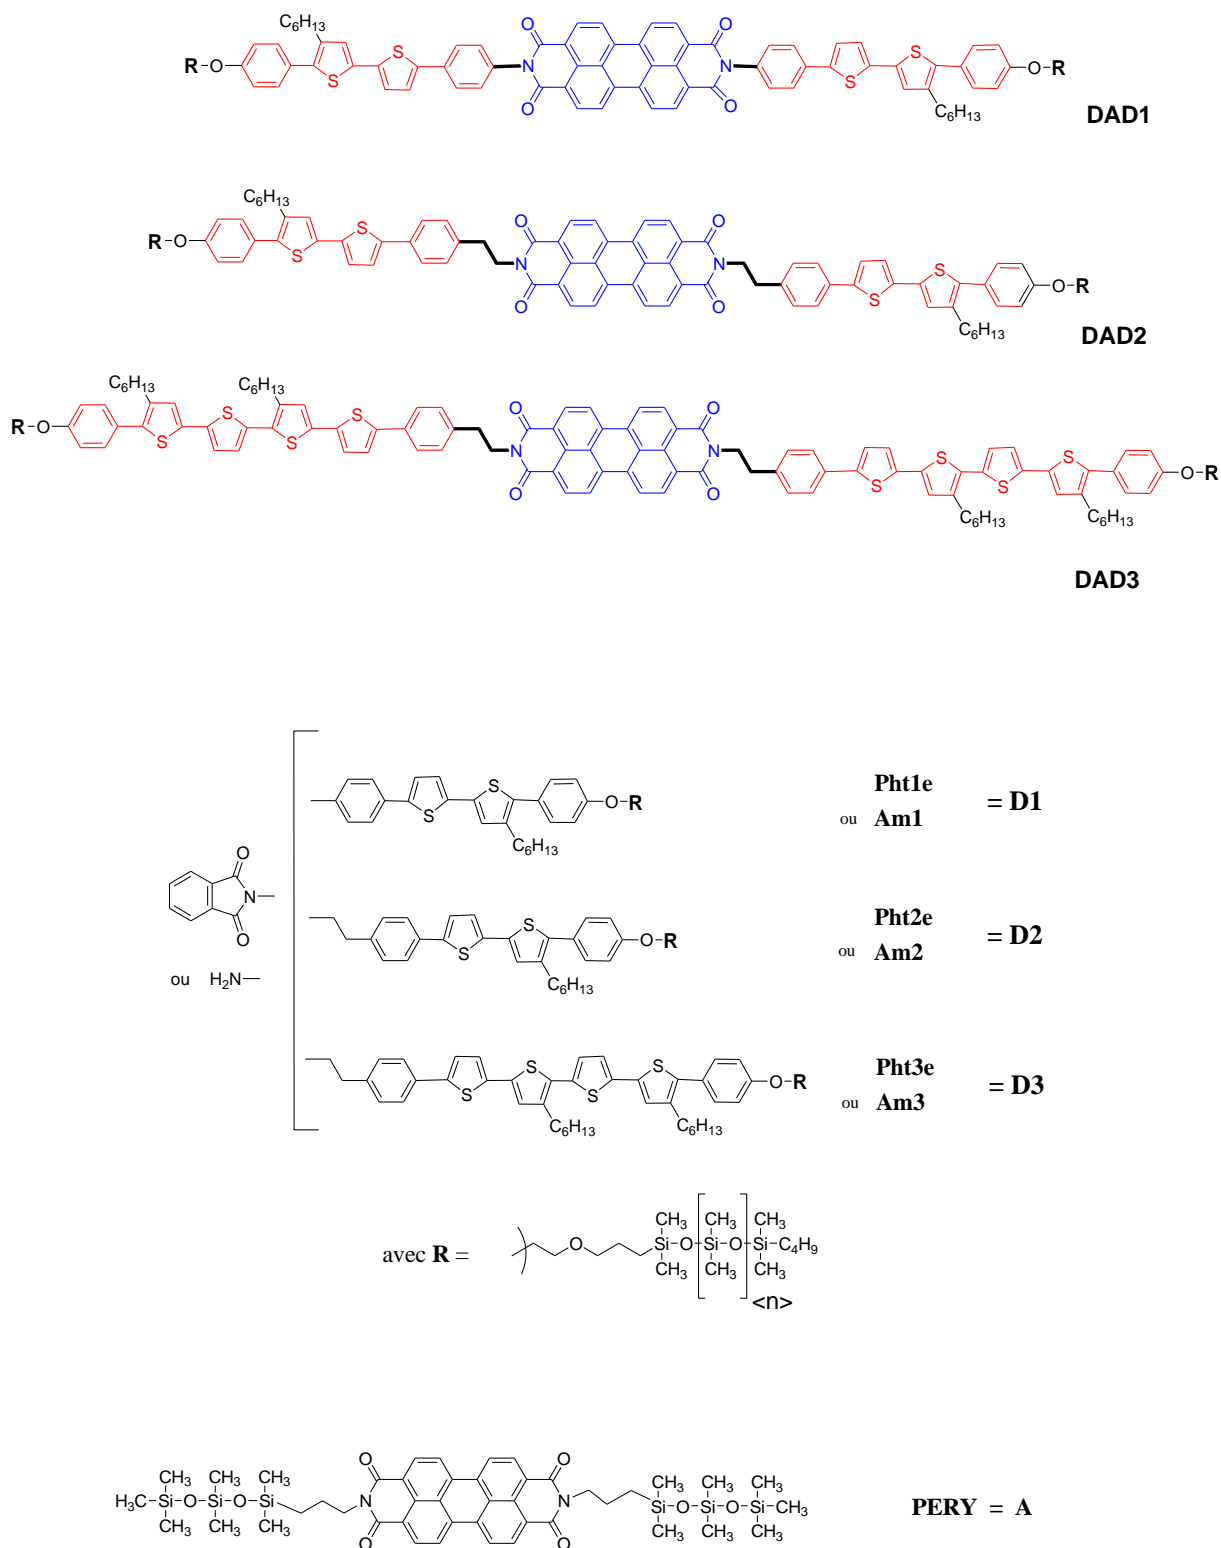 C6H13
O O
R–O S S N N S S O–R
O O
C6H13
DAD1
C6H13
O O
R–O S S N N S S O–R
O O
C6H13
DAD2
C6H13 C6H13
O O
R–O S S S S N N S S S S O–R
O O
C6H13 C6H13
DAD3
S S O–R
C6H13
Pht1e
ou Am1
= D1
O
N—
O
ou H2N—
S S O–R
C6H13
Pht2e
ou Am2
= D2
S S S S O–R
C6H13 C6H13
Pht3e
ou Am3
= D3
CH3 CH3 CH3
avec R = O Si–O–Si–O–Si–C4H9
CH3 CH3 CH3
<n>
O O
CH3 CH3 CH3 CH3 CH3 CH3
H3C–Si–O–Si–O–Si N N Si–O–Si–O–Si–CH3
CH3 CH3 CH3 CH3 CH3 CH3
O O
PERY = A